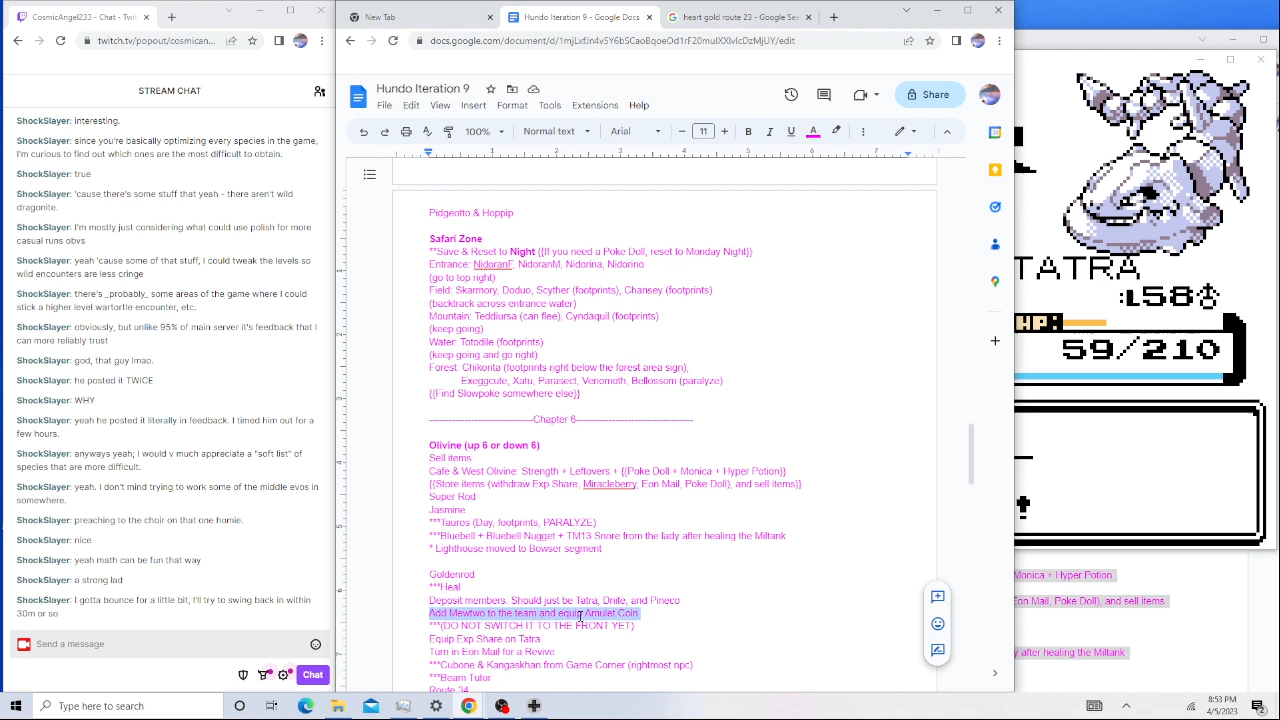 CosmicAngel233 - Chat - Twit
twitch.tv/popout/cosmican
STREAM CHAT
ShockSlayer: interesting.
ShockSlayer: since you're basically optimizing every species in the game,
I'm curious to find out which ones are the most difficult to obtain.
ShockSlayer: true
ShockSlayer: 'cause there's some stuff that yeah - there aren't wild
dragonite.
ShockSlayer: I'm mostly just considering what could use polish for more
casual runs obvs
ShockSlayer: yeah 'cause some of that stuff, I could tweak the levels so
wild encounters are less cringe
ShockSlayer: there's _probably_ some areas of the game where I could
stick a higher level wartortle encounter, etc.
ShockSlayer: obviously, but unlike 95% of main server it's feedback that I
can more reliably trust
ShockSlayer: god, that guy lmao.
ShockSlayer: he posted it TWICE
ShockSlayer: WHY
ShockSlayer: yeah he posted it literally in feedback. I timed him out for a
few hours.
ShockSlayer: anyways yeah; I would v much appreciate a "soft list" of
species that are more difficult.
ShockSlayer: yeah. I don't mind trying to work some of the middle evos in
somewhere.
ShockSlayer: preaching to the choir on that one homie.
ShockSlayer: nice
ShockSlayer: yeah math can be fun that way
ShockSlayer: a strong lad
ShockSlayer: I gotta bounce for a little bit, I'll try to swing back in within
30m or so
Send a message
Chat
New Tab
Hundo Iteration 9 - Google Docs
heart gold route 23 - Google Sea
docs.google.com/document/d/1mjLxfJn4v5Y6bSCaoBqoeOd1rF20mulXXlvlcDzMjUY/edit
Hundo Iteration 9
File Edit View Insert Format Tools Extensions Help
Share
100% Normal text Arial 11
1 2 3 4 5 6 7
Pidgeotto & Hoppip
Safari Zone
**Save & Reset to Night {{If you need a Poke Doll, reset to Monday Night}}
Entrance: NidoranF, NidoranM, Nidorina, Nidorino
(go to top right)
Field: Skarmory, Doduo, Scyther (footprints), Chansey (footprints)
(backtrack across entrance water)
Mountain: Teddiursa (can flee), Cyndaquil (footprints)
(keep going)
Water: Totodile (footprints)
(keep going and go right)
Forest: Chikorita (footprints right below the forest area sign),
Exeggcute, Xatu, Parasect, Venomoth, Bellossom (paralyze)
{{Find Slowpoke somewhere else}}
--------------------------------Chapter 6------------------------------------
Olivine (up 6 or down 6)
Sell items
Cafe & West Olivine: Strength + Leftovers + {{Poke Doll + Monica + Hyper Potion}}
{{Store items (withdraw Exp Share, Miracleberry, Eon Mail, Poke Doll), and sell items}}
Super Rod
Jasmine
***Tauros (Day, footprints, PARALYZE)
***Bluebell + Bluebell Nugget + TM13 Snore from the lady after healing the Miltank
* Lighthouse moved to Bowser segment
Goldenrod
***Heal
Deposit members. Should just be Tatra, Dnite, and Pineco
Add Mewtwo to the team and equip Amulet Coin
***(DO NOT SWITCH IT TO THE FRONT YET)
Equip Exp Share on Tatra
Turn in Eon Mail for a Revive
***Cubone & Kangaskhan from Game Corner (rightmost npc)
***Beam Tutor
Route 34
TATRA
:L58
HP:
59/210
!
Monica + Hyper Potion
Eon Mail, Poke Doll), and sell items
y after healing the Miltank
Type here to search
8:53 PM
4/5/2023
2